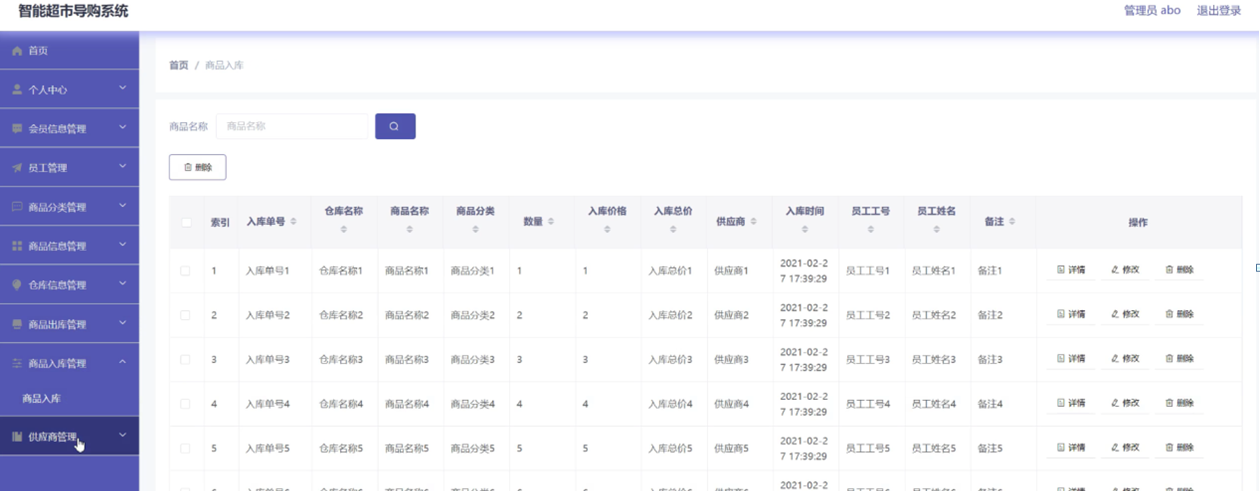 智能超市导购系统
管理员 abo 退出登录
首页
个人中心
会员信息管理
员工管理
商品分类管理
商品信息管理
仓库信息管理
商品出库管理
商品入库管理
商品入库
供应商管理
首页 / 商品入库
商品名称 商品名称
删除
索引 入库单号 仓库名称 商品名称 商品分类 数量 入库价格 入库总价 供应商 入库时间 员工工号 员工姓名 备注 操作
1 入库单号1 仓库名称1 商品名称1 商品分类1 1 1 入库总价1 供应商1 2021-02-2 员工工号1 员工姓名1 备注1 详情 修改 删除
7 17:39:29
2 入库单号2 仓库名称2 商品名称2 商品分类2 2 2 入库总价2 供应商2 2021-02-2 员工工号2 员工姓名2 备注2 详情 修改 删除
7 17:39:29
3 入库单号3 仓库名称3 商品名称3 商品分类3 3 3 入库总价3 供应商3 2021-02-2 员工工号3 员工姓名3 备注3 详情 修改 删除
7 17:39:29
4 入库单号4 仓库名称4 商品名称4 商品分类4 4 4 入库总价4 供应商4 2021-02-2 员工工号4 员工姓名4 备注4 详情 修改 删除
7 17:39:29
5 入库单号5 仓库名称5 商品名称5 商品分类5 5 5 入库总价5 供应商5 2021-02-2 员工工号5 员工姓名5 备注5 详情 修改 删除
7 17:39:29
2021-02-2